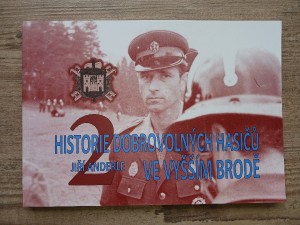 2
HISTORIE DOBROVOLNÝCH HASIČŮ
JIŘÍ ANDERLE
VE VYŠŠÍM BRODĚ